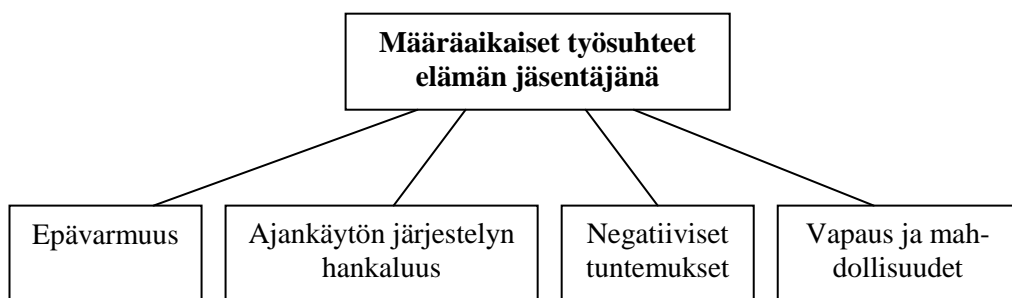 Määräaikaiset työsuhteet
elämän jäsentäjänä
Epävarmuus
Ajankäytön järjestelyn
hankaluus
Negatiiviset
tuntemukset
Vapaus ja mah-
dollisuudet